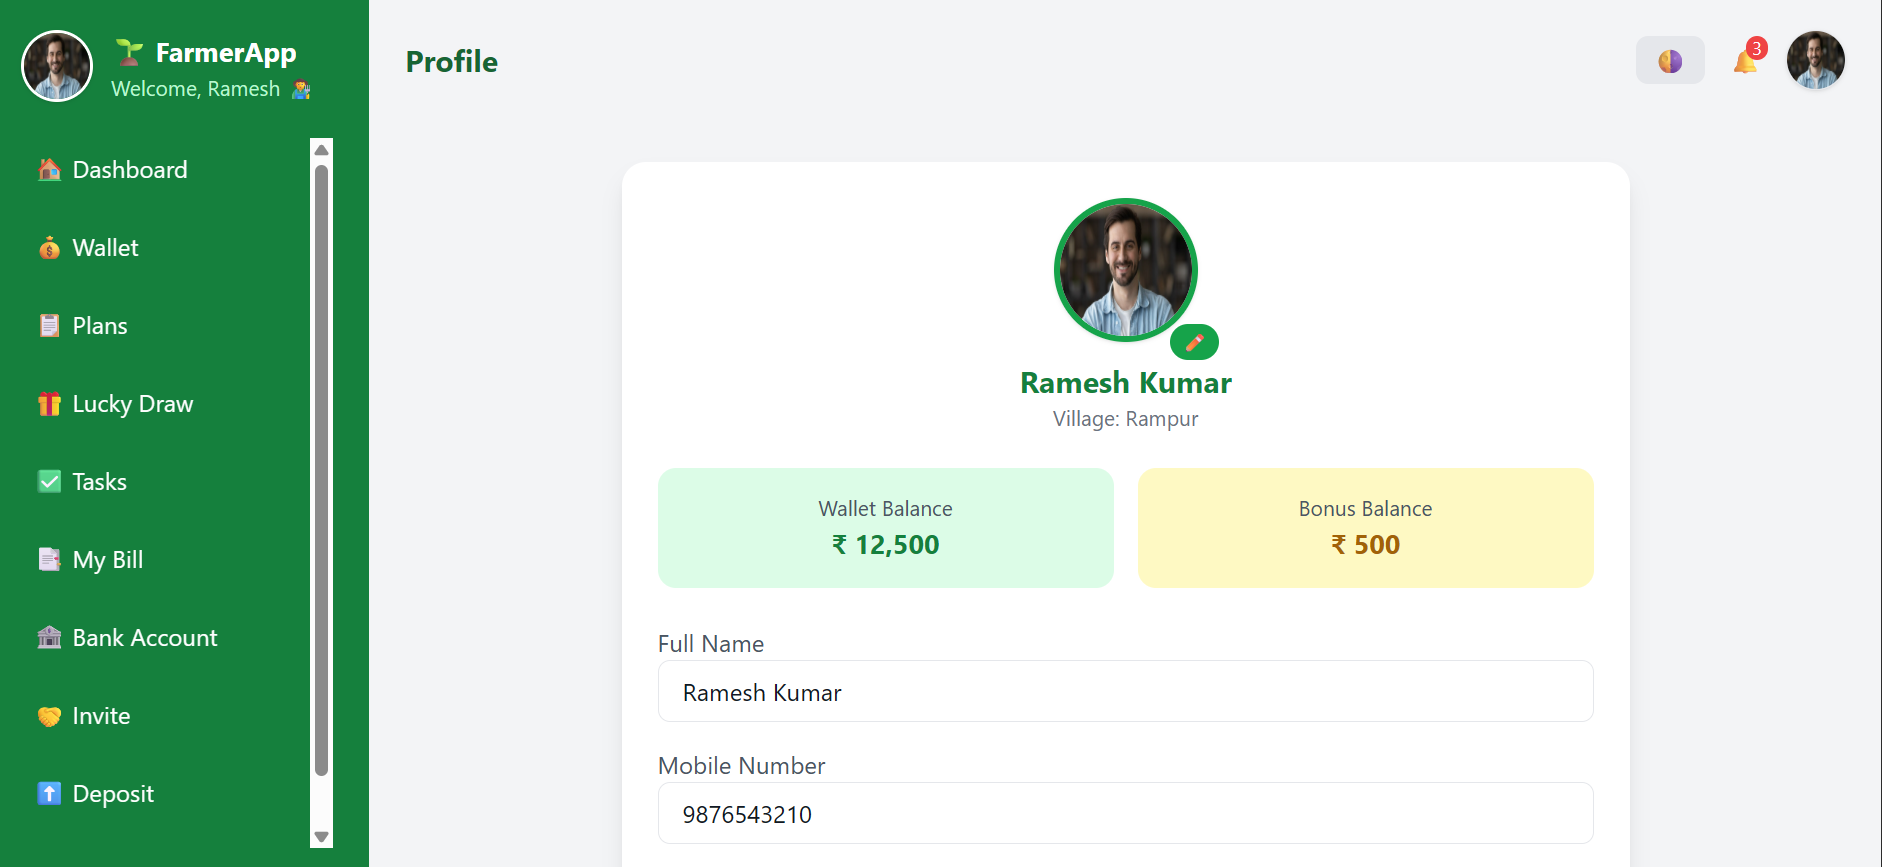 FarmerApp
Welcome, Ramesh
Dashboard
Wallet
Plans
Lucky Draw
Tasks
My Bill
Bank Account
Invite
Deposit
Profile
3
Ramesh Kumar
Village: Rampur
Wallet Balance
₹ 12,500
Bonus Balance
₹ 500
Full Name
Ramesh Kumar
Mobile Number
9876543210